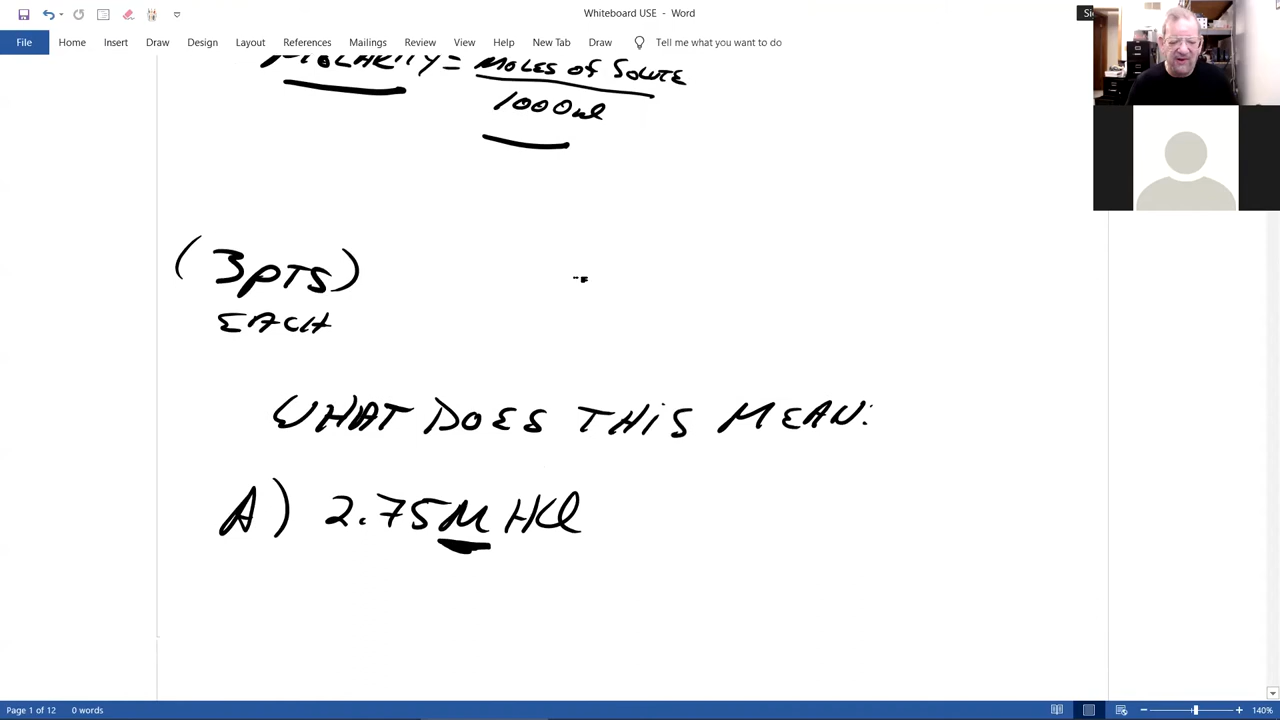 Whiteboard USE - Word
Si
File Home Insert Draw Design Layout References Mailings Review View Help New Tab Draw Tell me what you want to do
MOLARITY = MOLES OF SOLUTE
1000ml
(3PTS)
EACH
WHAT DOES THIS MEAN:
A) 2.75M HCl
Page 1 of 12 0 words 140%